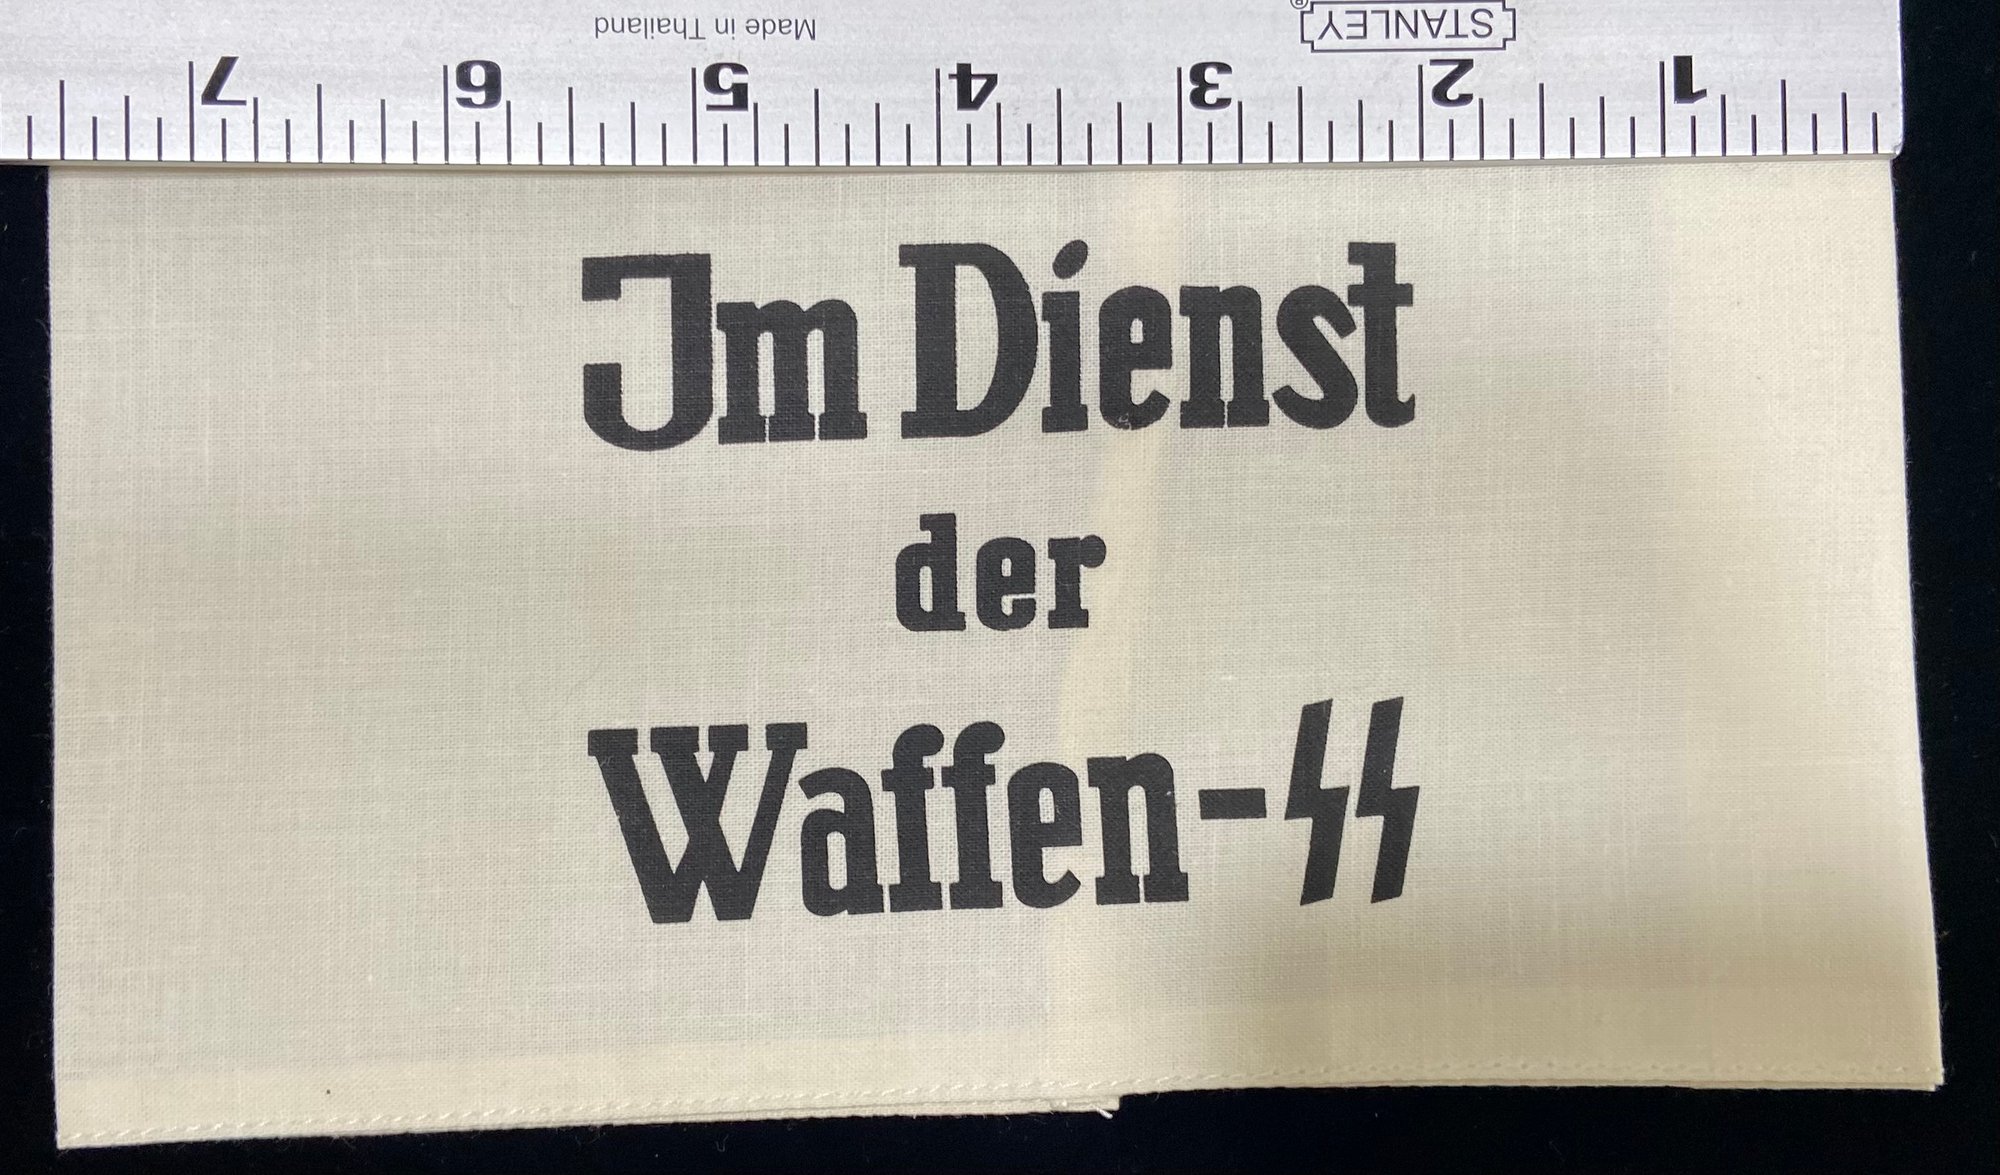 Made in Thailand
STANLEY®
7 6 5 4 3 2 1
Im Dienst
der
Waffen-SS